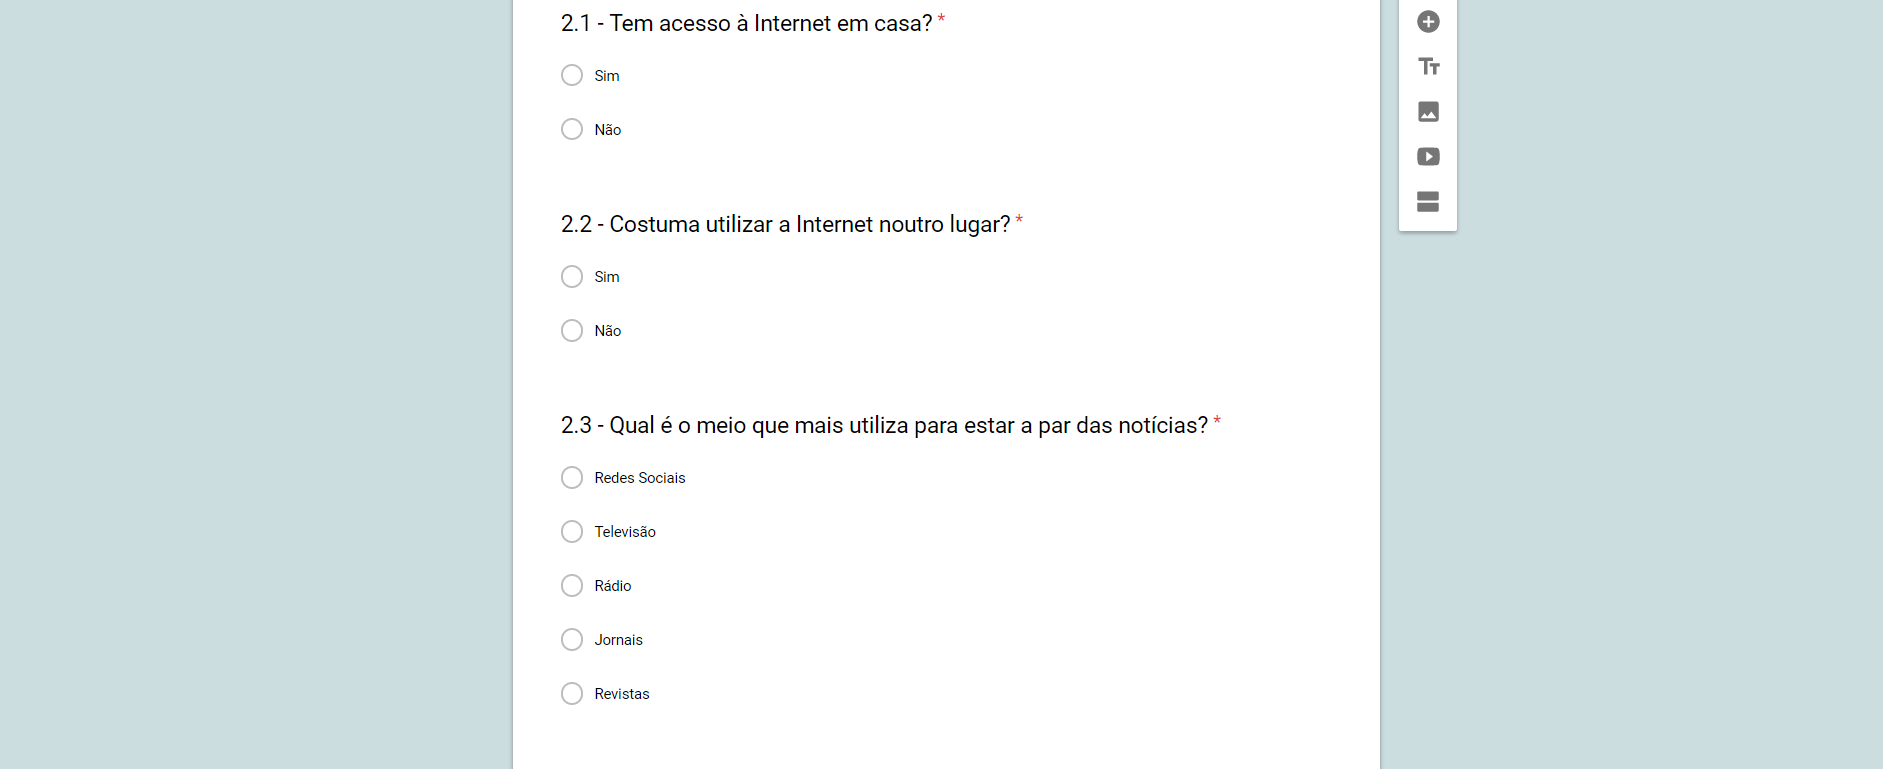 2.1 - Tem acesso à Internet em casa? *
Sim
Não
2.2 - Costuma utilizar a Internet noutro lugar? *
Sim
Não
2.3 - Qual é o meio que mais utiliza para estar a par das notícias? *
Redes Sociais
Televisão
Rádio
Jornais
Revistas